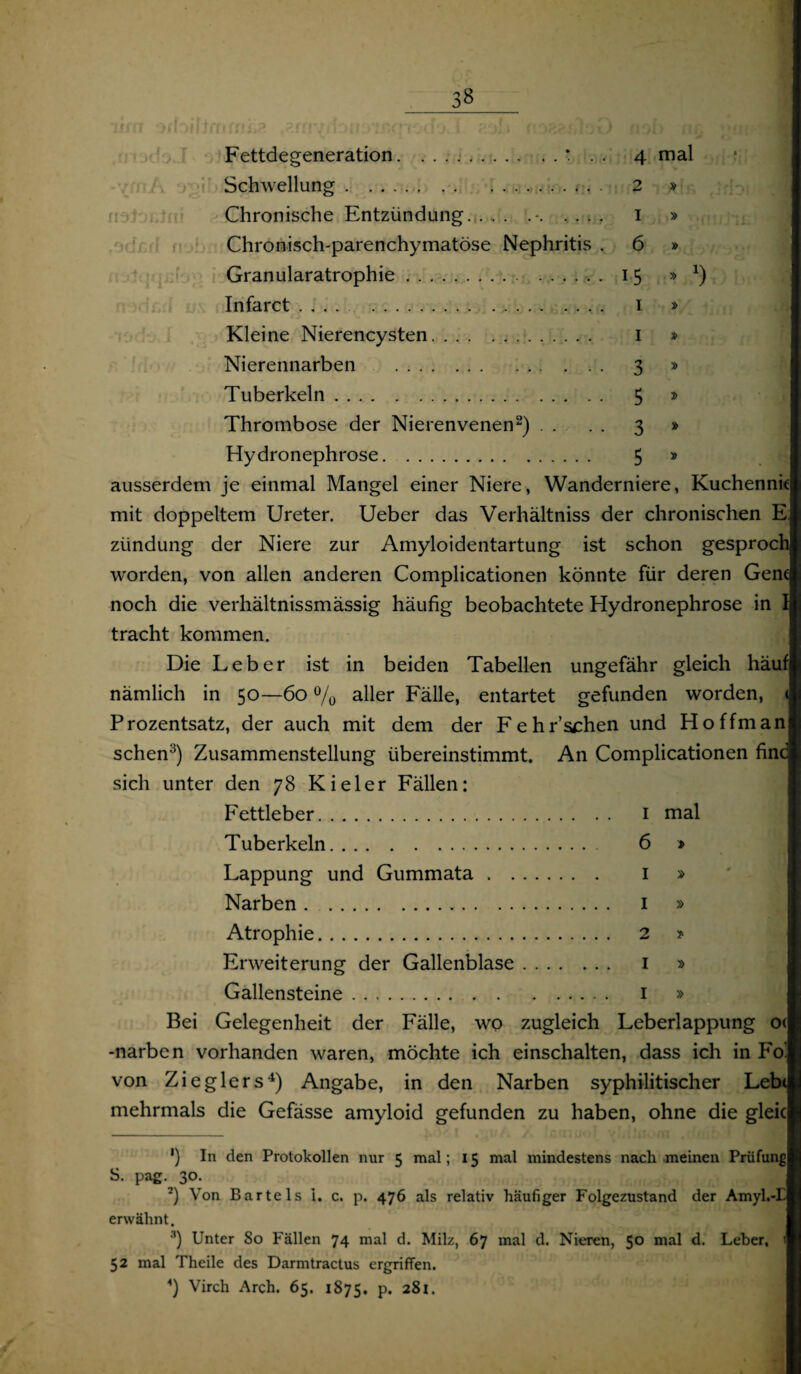 38
Fettdegeneration. . . . . . . . . . . . . : . . 4 mal
Schwellung . . . . . . . . . . . . . . . . . . 2 »
Chronische Entzündung. . . . . . . . . . . 1 »
Chronisch-parenchymatöse Nephritis . 6 »
Granularatrophie . . . . . . . . . . . . . . . 15 » ¹)
Infarct . . . . . . . . . . . . . . . . . . . . . . 1 »
Kleine Nierencysten. . . . . . . . . . . . . 1 »
Nierennarben . . . . . . . . . . . . . . 3 »
Tuberkeln . . . . . . . . . . . . . . . . . . . 5 »
Thrombose der Nierenvenen²) . . . . 3 »
Hydronephrose. . . . . . . . . . . . . . . . 5 »
ausserdem je einmal Mangel einer Niere, Wanderniere, Kuchennie
mit doppeltem Ureter. Ueber das Verhältniss der chronischen E
zündung der Niere zur Amyloidentartung ist schon gesproch
worden, von allen anderen Complicationen könnte für deren Gene
noch die verhältnissmässig häufig beobachtete Hydronephrose in
tracht kommen.
Die Leber ist in beiden Tabellen ungefähr gleich häuf
nämlich in 50—60 % aller Fälle, entartet gefunden worden,
Prozentsatz, der auch mit dem der Fehr'schen und Hoffman
schen³) Zusammenstellung übereinstimmt. An Complicationen find
sich unter den 78 Kieler Fällen:
Fettleber. . . . . . . . . . . . . . . . . . . . 1 mal
Tuberkeln. . . . . . . . . . . . . . . . . . . 6 »
Lappung und Gummata . . . . . . . . 1 »
Narben . . . . . . . . . . . . . . . . . . . . . 1 »
Atrophie. . . . . . . . . . . . . . . . . . . . 2 »
Erweiterung der Gallenblase . . . . . . . 1 »
Gallensteine . . . . . . . . . . . . . . . . . 1 »
Bei Gelegenheit der Fälle, wo zugleich Leberlappung o
-narben vorhanden waren, möchte ich einschalten, dass ich in Fol
von Zieglers⁴) Angabe, in den Narben syphilitischer Lebe
mehrmals die Gefässe amyloid gefunden zu haben, ohne die gleic
¹) In den Protokollen nur 5 mal; 15 mal mindestens nach meinen Prüfung
S. pag. 30.
²) Von Bartels l. c. p. 476 als relativ häufiger Folgezustand der Amyl.-D
erwähnt.
³) Unter 80 Fällen 74 mal d. Milz, 67 mal d. Nieren, 50 mal d. Leber,
52 mal Theile des Darmtractus ergriffen.
⁴) Virch Arch. 65. 1875. p. 281.